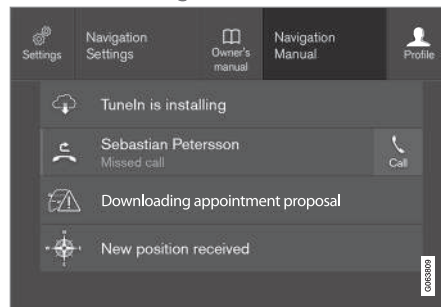 Settings
Navigation
Settings
Owner's
manual
Navigation
Manual
Profile
TuneIn is installing
Sebastian Petersson
Missed call
Call
Downloading appointment proposal
New position received
G063809